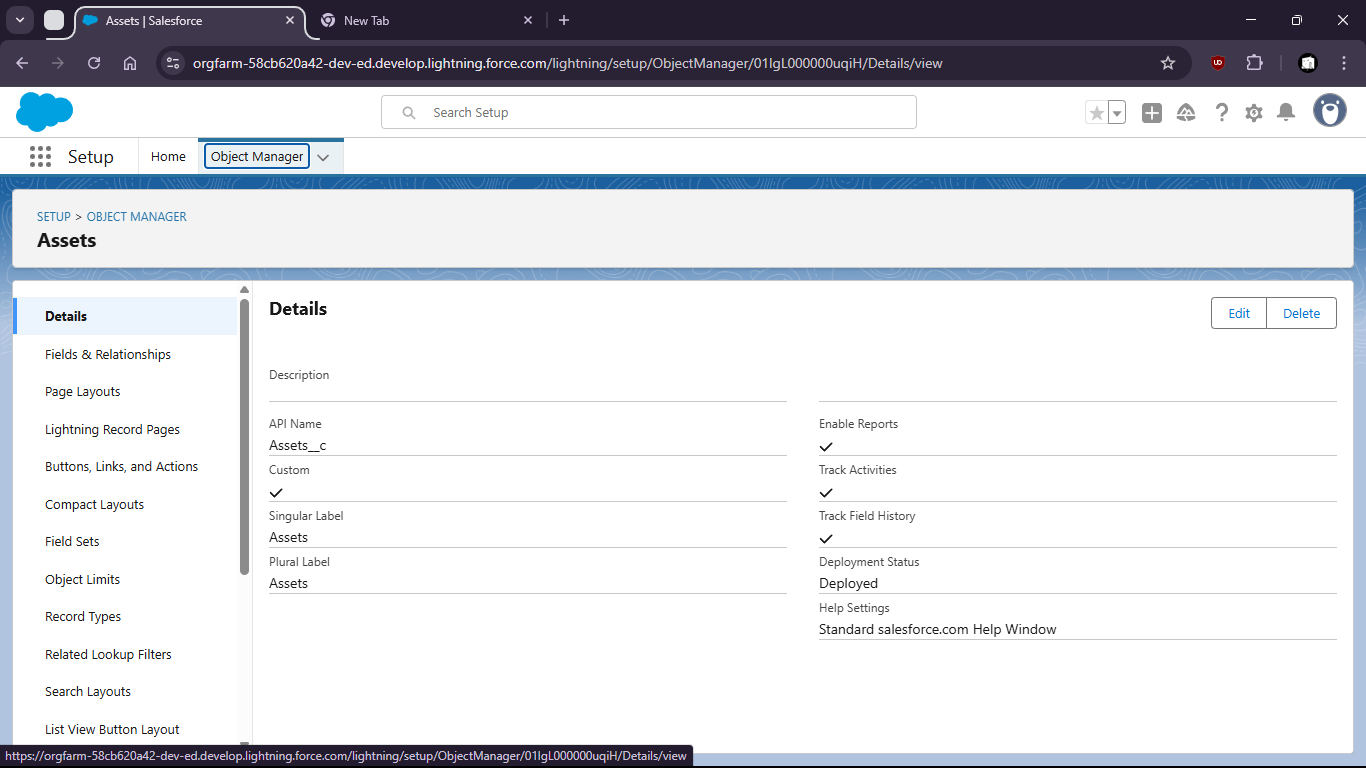 Assets | Salesforce
New Tab
orgfarm-58cb620a42-dev-ed.develop.lightning.force.com/lightning/setup/ObjectManager/01IgL000000uqiH/Details/view
Search Setup
Setup
Home
Object Manager
SETUP > OBJECT MANAGER
Assets
Details
Fields & Relationships
Page Layouts
Lightning Record Pages
Buttons, Links, and Actions
Compact Layouts
Field Sets
Object Limits
Record Types
Related Lookup Filters
Search Layouts
List View Button Layout
Details
Edit
Delete
Description
API Name
Assets__c
Custom
Singular Label
Assets
Plural Label
Assets
Enable Reports
Track Activities
Track Field History
Deployment Status
Deployed
Help Settings
Standard salesforce.com Help Window
https://orgfarm-58cb620a42-dev-ed.develop.lightning.force.com/lightning/setup/ObjectManager/01IgL000000uqiH/Details/view